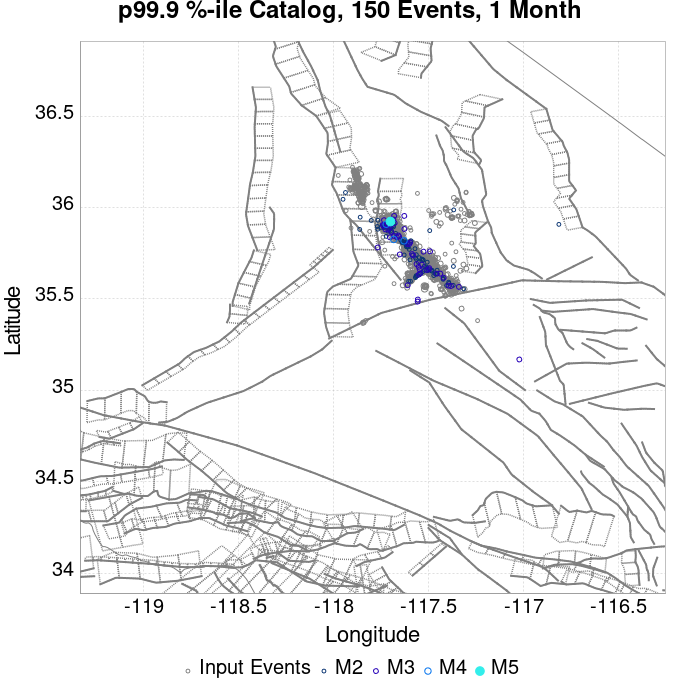 p99.9 %-ile Catalog, 150 Events, 1 Month
36.5
36
35.5
35
34.5
34
Latitude
-119
-118.5
-118
-117.5
-117
-116.5
Longitude
Input Events
M2
M3
M4
M5